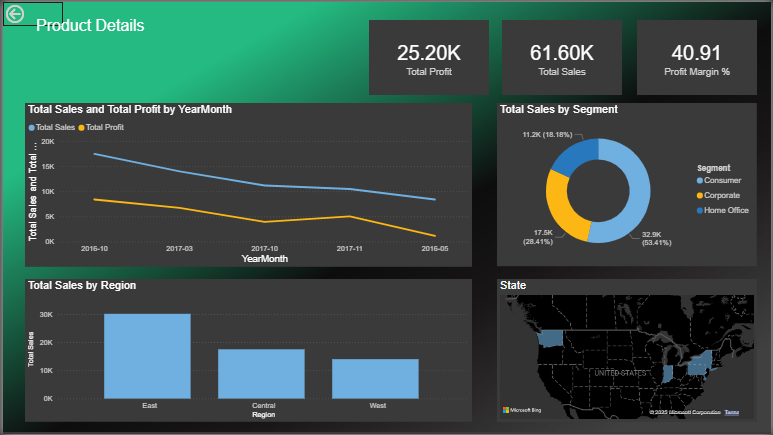 Product Details
25.20K
Total Profit
61.60K
Total Sales
40.91
Profit Margin %
Total Sales and Total Profit by YearMonth
Total Sales
Total Profit
Total Sales and Total ...
20K
15K
10K
5K
0K
2016-10
2017-03
2017-10
2017-11
2016-05
YearMonth
Total Sales by Segment
11.2K (18.18%)
17.5K
(28.41%)
32.9K
(53.41%)
Segment
Consumer
Corporate
Home Office
Total Sales by Region
Total Sales
30K
20K
10K
0K
East
Central
West
Region
State
UNITED STATES
Microsoft Bing
© 2025 Microsoft Corporation
Terms